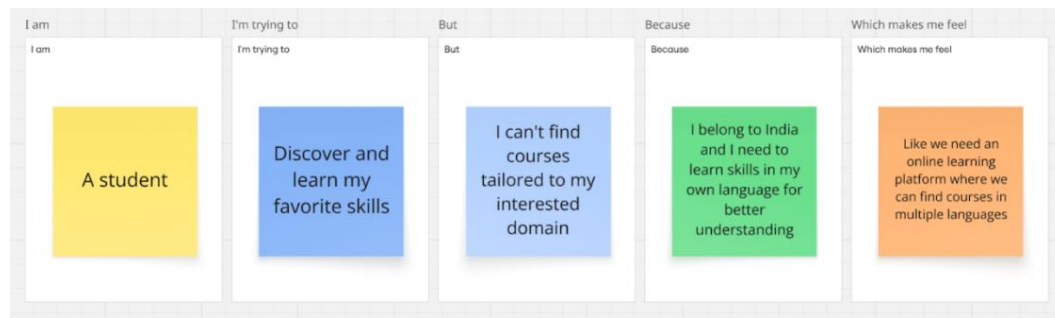 I am
I'm trying to
But
Because
Which makes me feel
I am
I'm trying to
But
Because
Which makes me feel
A student
Discover and
learn my
favorite skills
I can't find
courses
tailored to my
interested
domain
I belong to India
and I need to
learn skills in my
own language for
better
understanding
Like we need an
online learning
platform where we
can find courses in
multiple languages